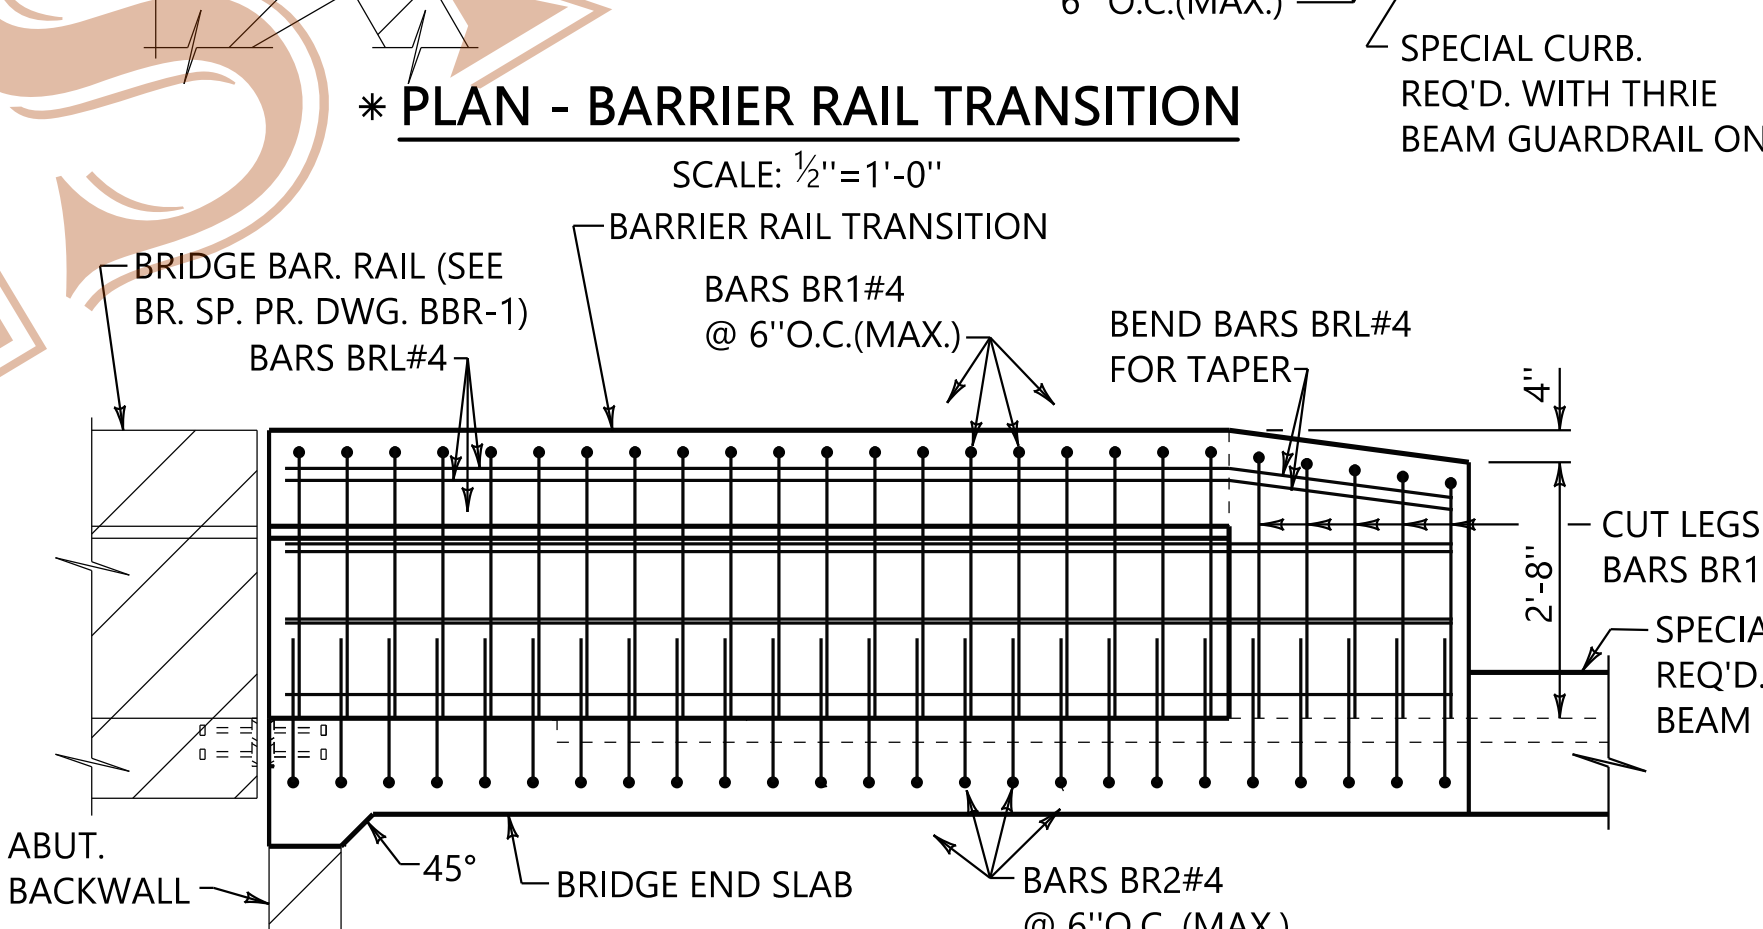 6" O.C.(MAX.)
SPECIAL CURB.
REQ'D. WITH THRIE
BEAM GUARDRAIL ON
* PLAN - BARRIER RAIL TRANSITION
SCALE: ½"=1'-0"
BARRIER RAIL TRANSITION
BRIDGE BAR. RAIL (SEE
BR. SP. PR. DWG. BBR-1)
BARS BRL#4
BARS BR1#4
@ 6"O.C.(MAX.)
BEND BARS BRL#4
FOR TAPER
4"
2'-8"
CUT LEGS
BARS BR1
SPECIA
REQ'D.
BEAM
ABUT.
BACKWALL
45°
BRIDGE END SLAB
BARS BR2#4
@ 6"O.C. (MAX.)